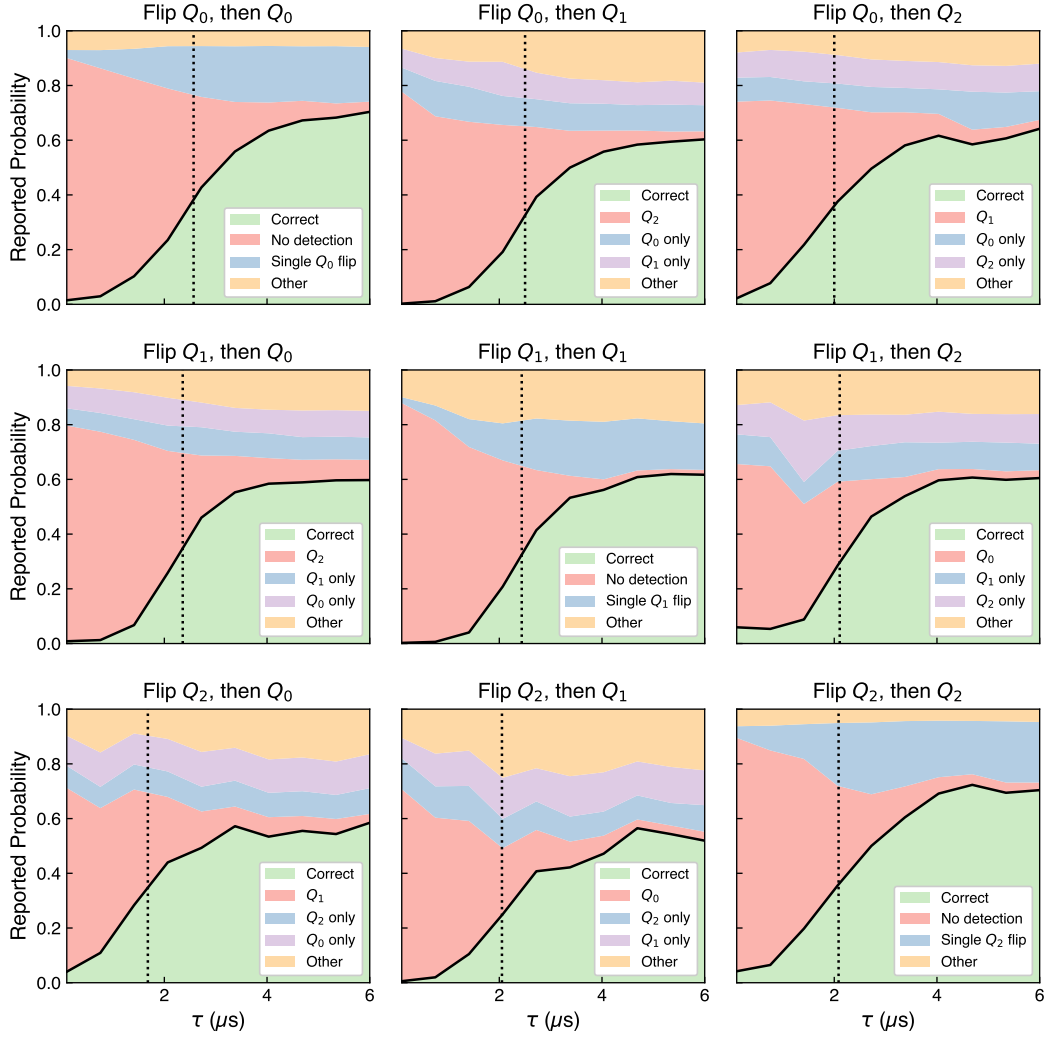 Flip Q₀, then Q₀
Flip Q₀, then Q₁
Flip Q₀, then Q₂
Reported Probability
1.0
0.8
0.6
0.4
0.2
0.0
Correct
No detection
Single Q₀ flip
Other
Correct
Q₂
Q₀ only
Q₁ only
Other
Correct
Q₁
Q₀ only
Q₂ only
Other
Flip Q₁, then Q₀
Flip Q₁, then Q₁
Flip Q₁, then Q₂
Reported Probability
1.0
0.8
0.6
0.4
0.2
0.0
Correct
Q₂
Q₁ only
Q₀ only
Other
Correct
No detection
Single Q₁ flip
Other
Correct
Q₀
Q₁ only
Q₂ only
Other
Flip Q₂, then Q₀
Flip Q₂, then Q₁
Flip Q₂, then Q₂
Reported Probability
1.0
0.8
0.6
0.4
0.2
0.0
Correct
Q₁
Q₂ only
Q₀ only
Other
Correct
Q₀
Q₂ only
Q₁ only
Other
Correct
No detection
Single Q₂ flip
Other
2 4 6
2 4 6
2 4 6
τ (μs)
τ (μs)
τ (μs)